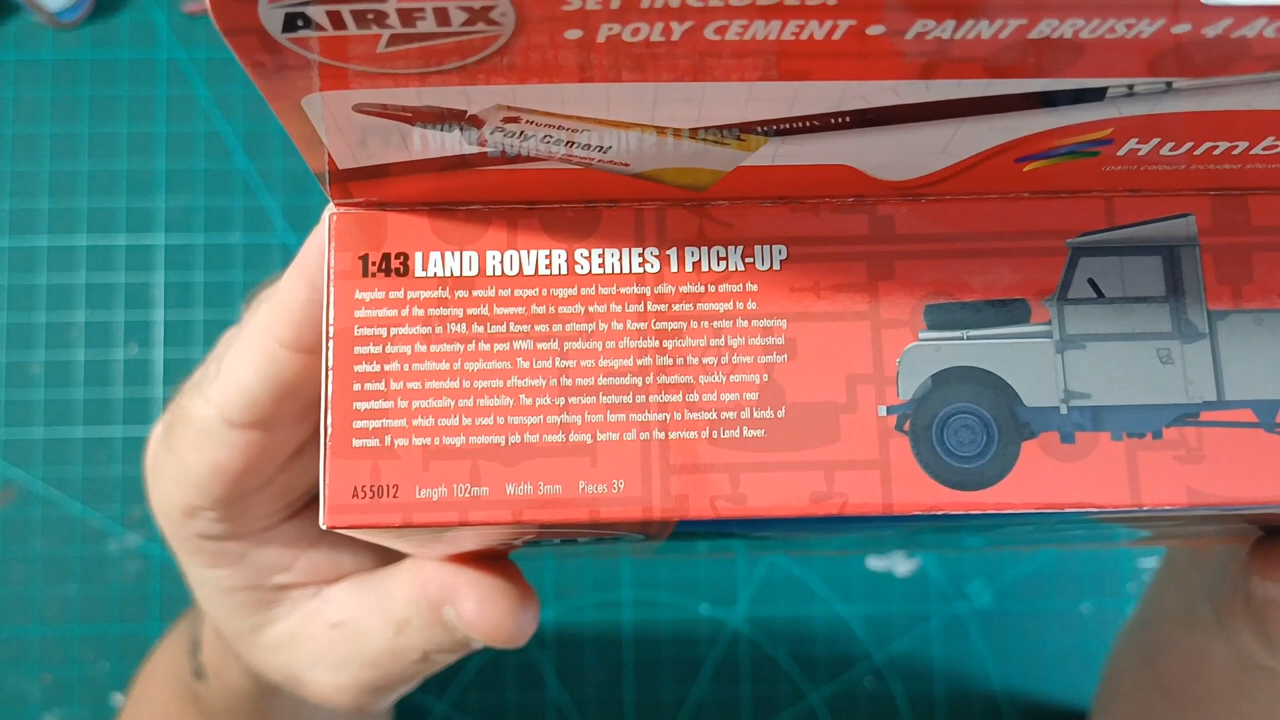 AIRFIX
SET INCLUDES:
• POLY CEMENT • PAINT BRUSH • 4
Humbrol
Poly Cement
cement suitable
Humb
paint colours included
1:43 LAND ROVER SERIES 1 PICK-UP
Angular and purposeful, you would not expect a rugged and hard-working utility vehicle to attract the
admiration of the motoring world, however, that is exactly what the Land Rover series managed to do.
Entering production in 1948, the Land Rover was an attempt by the Rover Company to re-enter the motoring
market during the austerity of the post WWII world, producing an affordable agricultural and light industrial
vehicle with a multitude of applications. The Land Rover was designed with little in the way of driver comfort
in mind, but was intended to operate effectively in the most demanding of situations, quickly earning a
reputation for practicality and reliability. The pick-up version featured an enclosed cab and open rear
compartment, which could be used to transport anything from farm machinery to livestock over all kinds of
terrain. If you have a tough motoring job that needs doing, better call on the services of a Land Rover.
A55012 Length 102mm Width 3mm Pieces 39